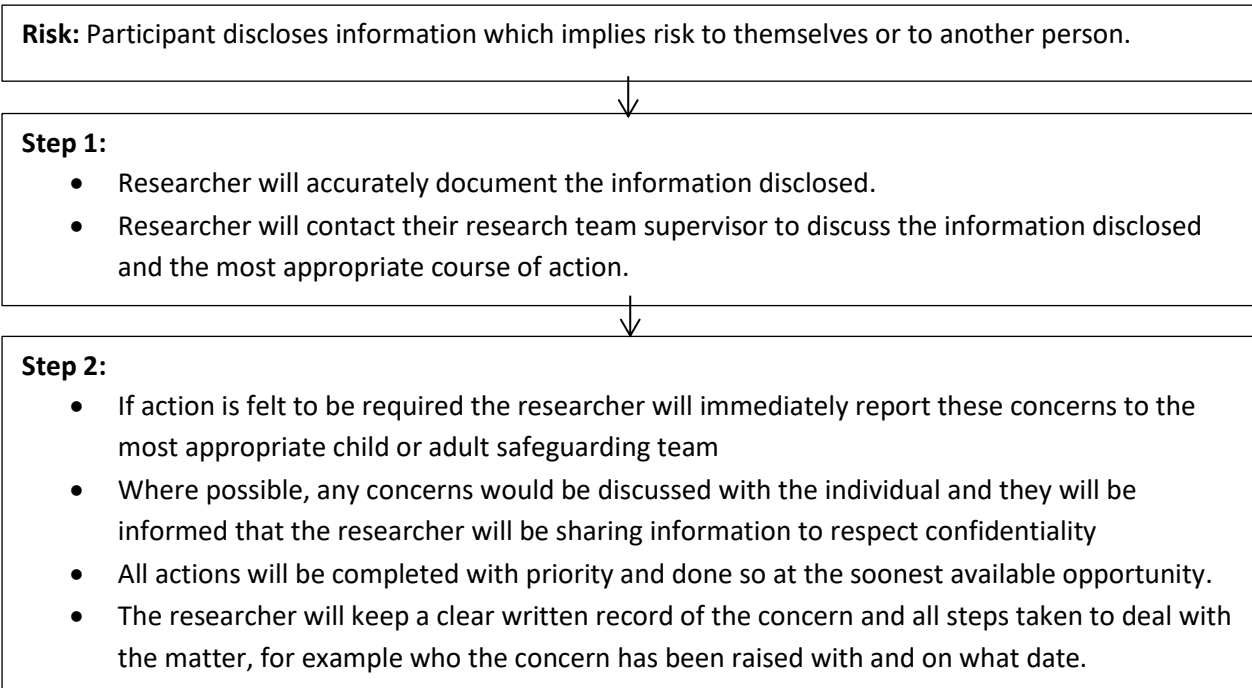 Risk: Participant discloses information which implies risk to themselves or to another person.
Step 1:
• Researcher will accurately document the information disclosed.
• Researcher will contact their research team supervisor to discuss the information disclosed
and the most appropriate course of action.
Step 2:
• If action is felt to be required the researcher will immediately report these concerns to the
most appropriate child or adult safeguarding team
• Where possible, any concerns would be discussed with the individual and they will be
informed that the researcher will be sharing information to respect confidentiality
• All actions will be completed with priority and done so at the soonest available opportunity.
• The researcher will keep a clear written record of the concern and all steps taken to deal with
the matter, for example who the concern has been raised with and on what date.